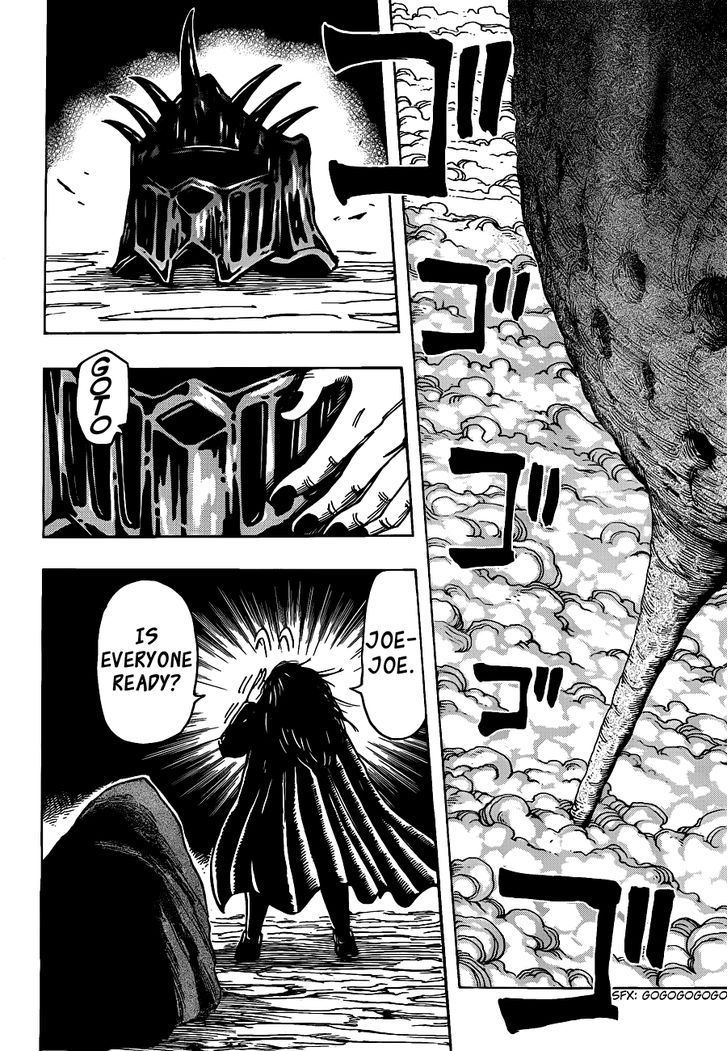 ゴ
ゴ
ゴ
ゴ
ゴ
SFX: GOGOGOGOGO
GOTO
JOE-
JOE.
IS
EVERYONE
READY?